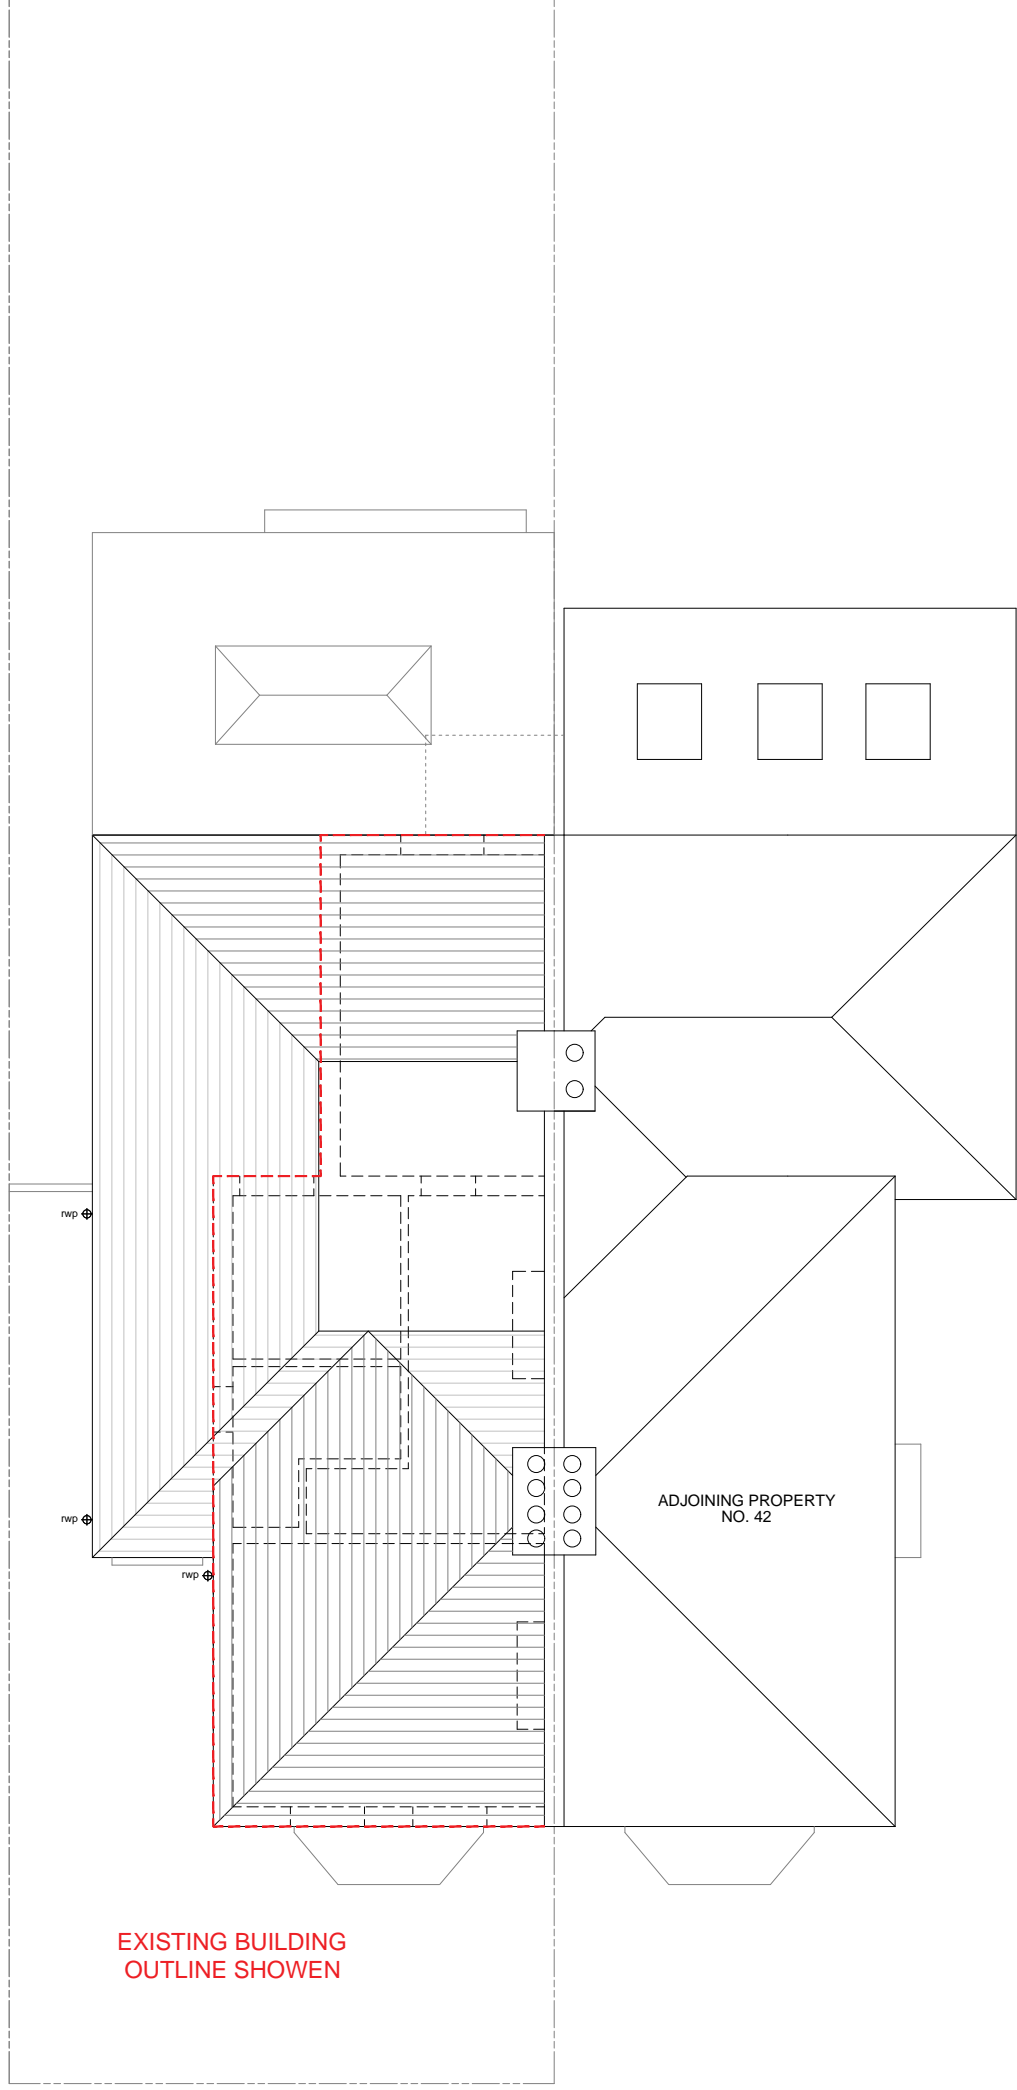 rwp
ADJOINING PROPERTY
NO. 42
rwp
rwp
EXISTING BUILDING
OUTLINE SHOWEN